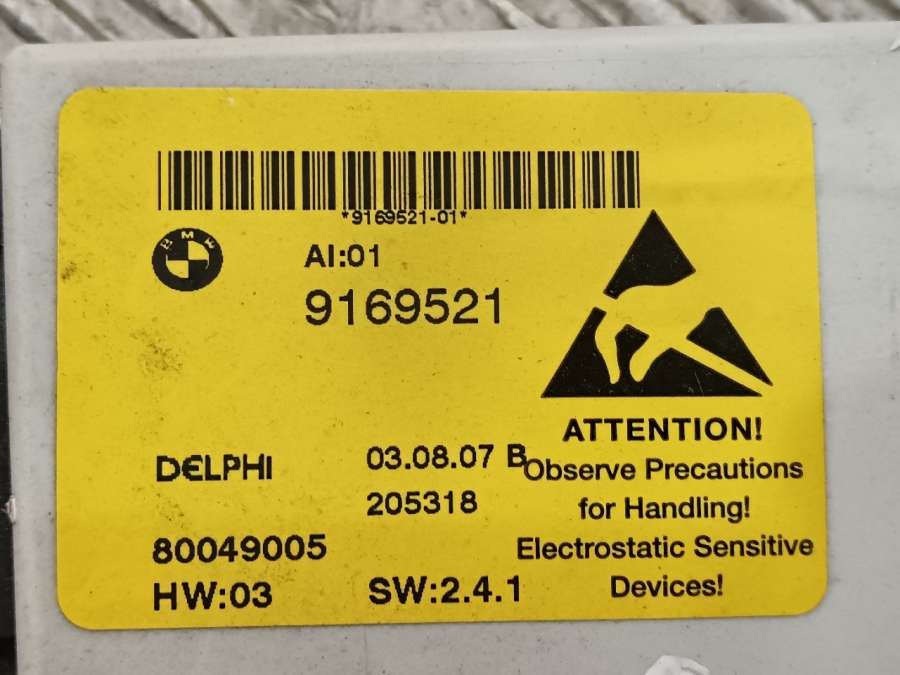 *9169521-01*
BMW
AI:01
9169521
DELPHI
03.08.07 B
205318
80049005
HW:03
SW:2.4.1
ATTENTION!
Observe Precautions
for Handling!
Electrostatic Sensitive
Devices!